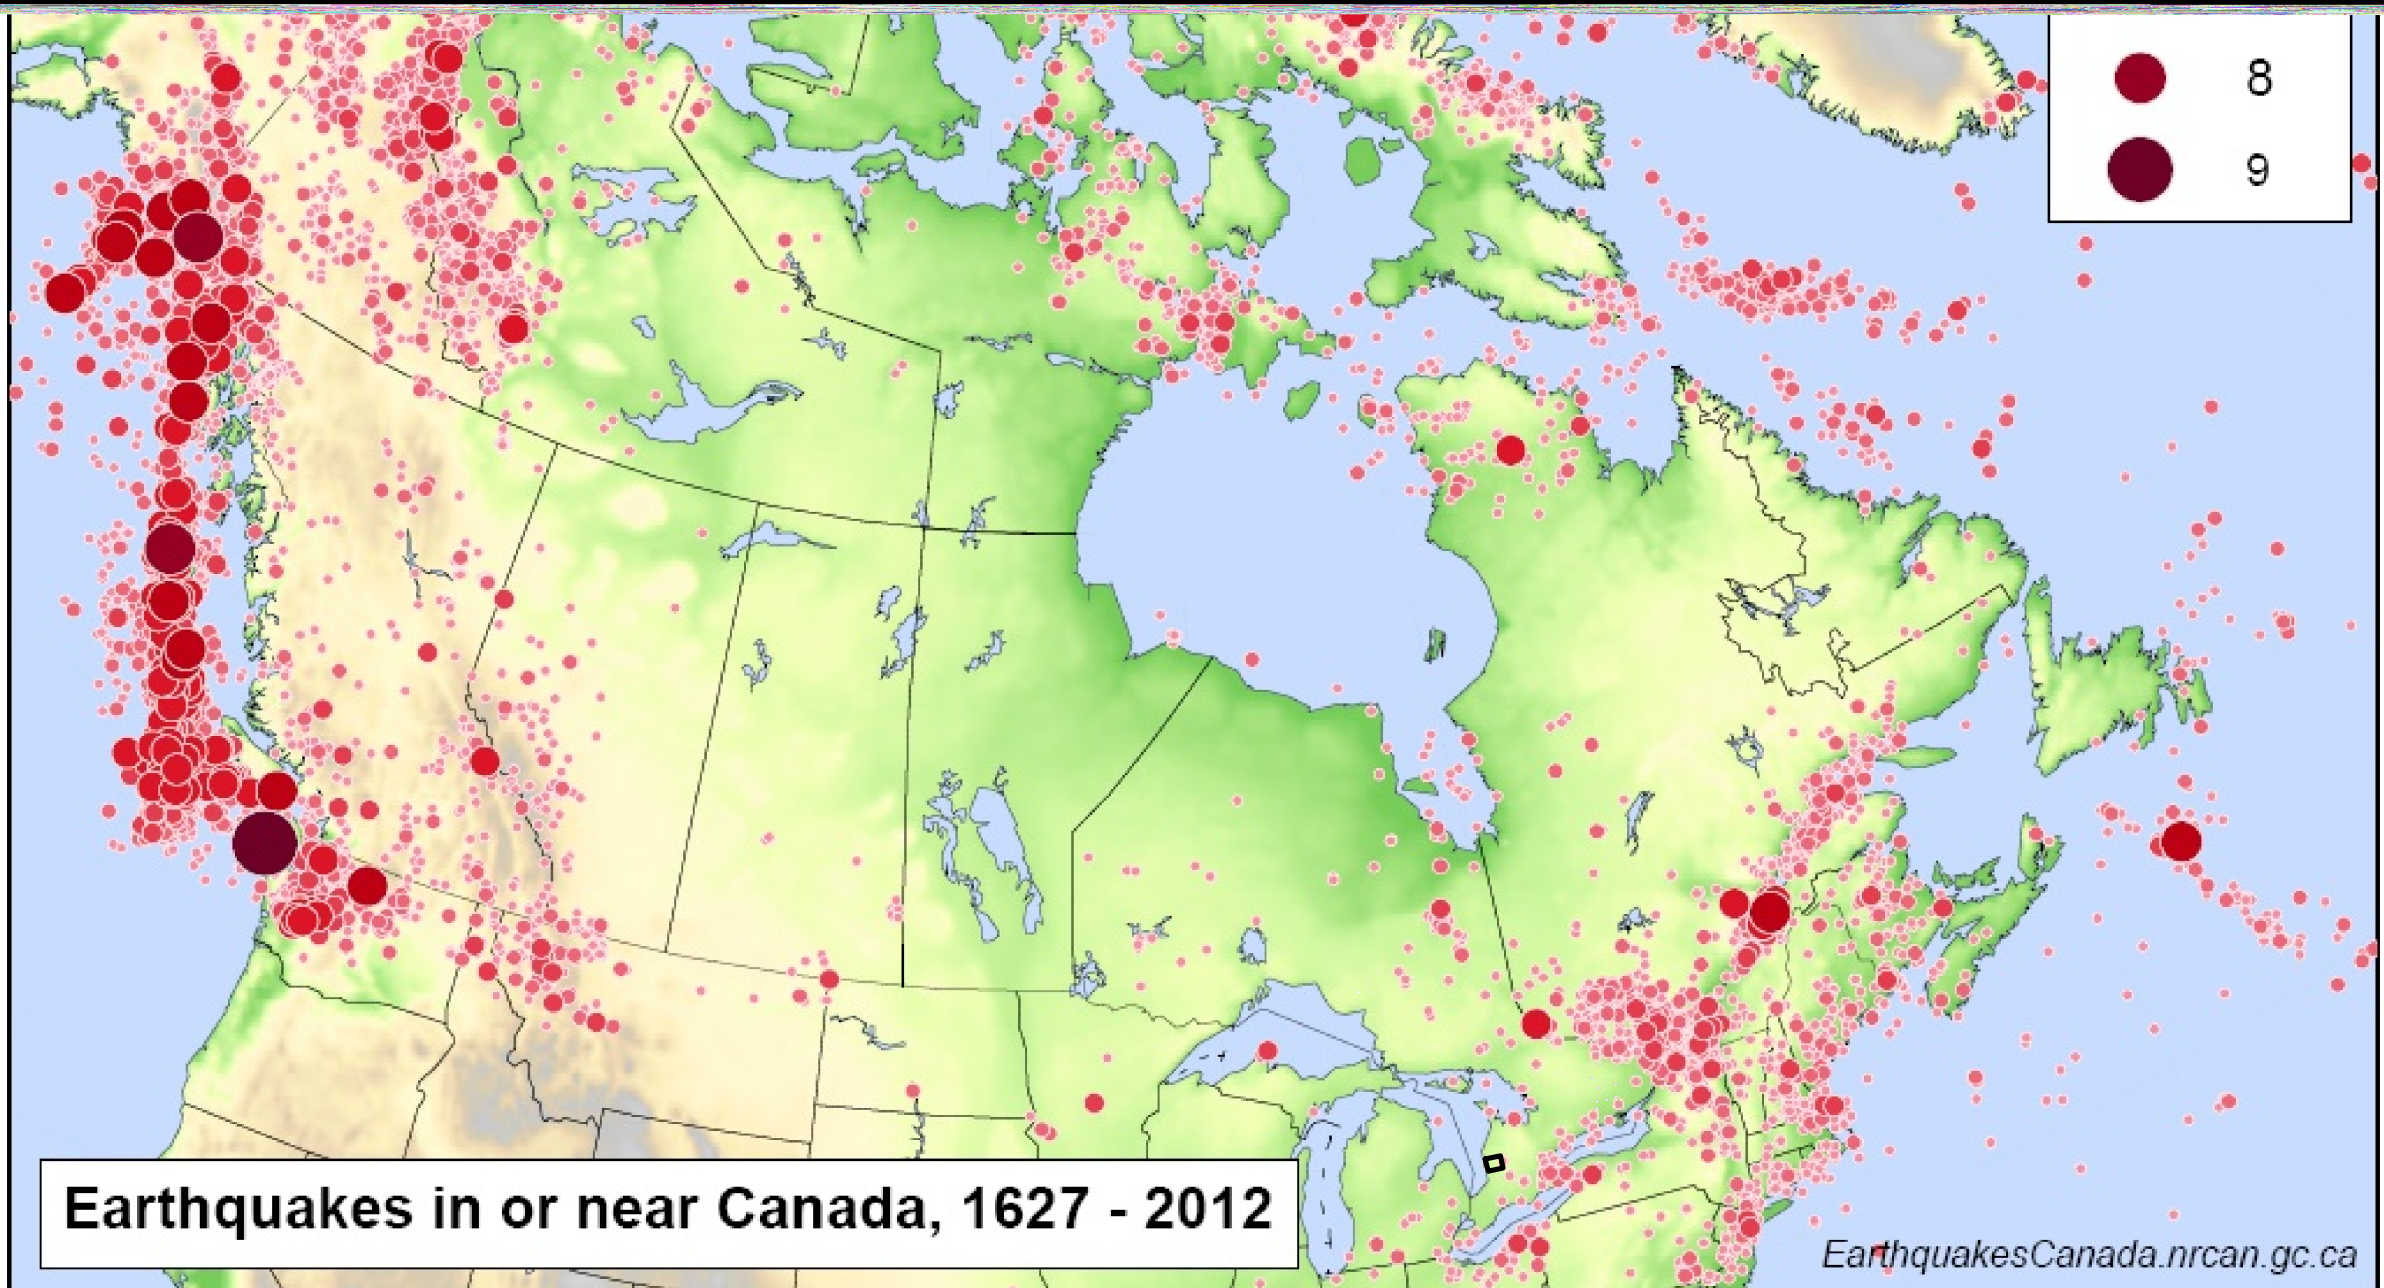 8
9
Earthquakes in or near Canada, 1627 - 2012
EarthquakesCanada.nrcan.gc.ca